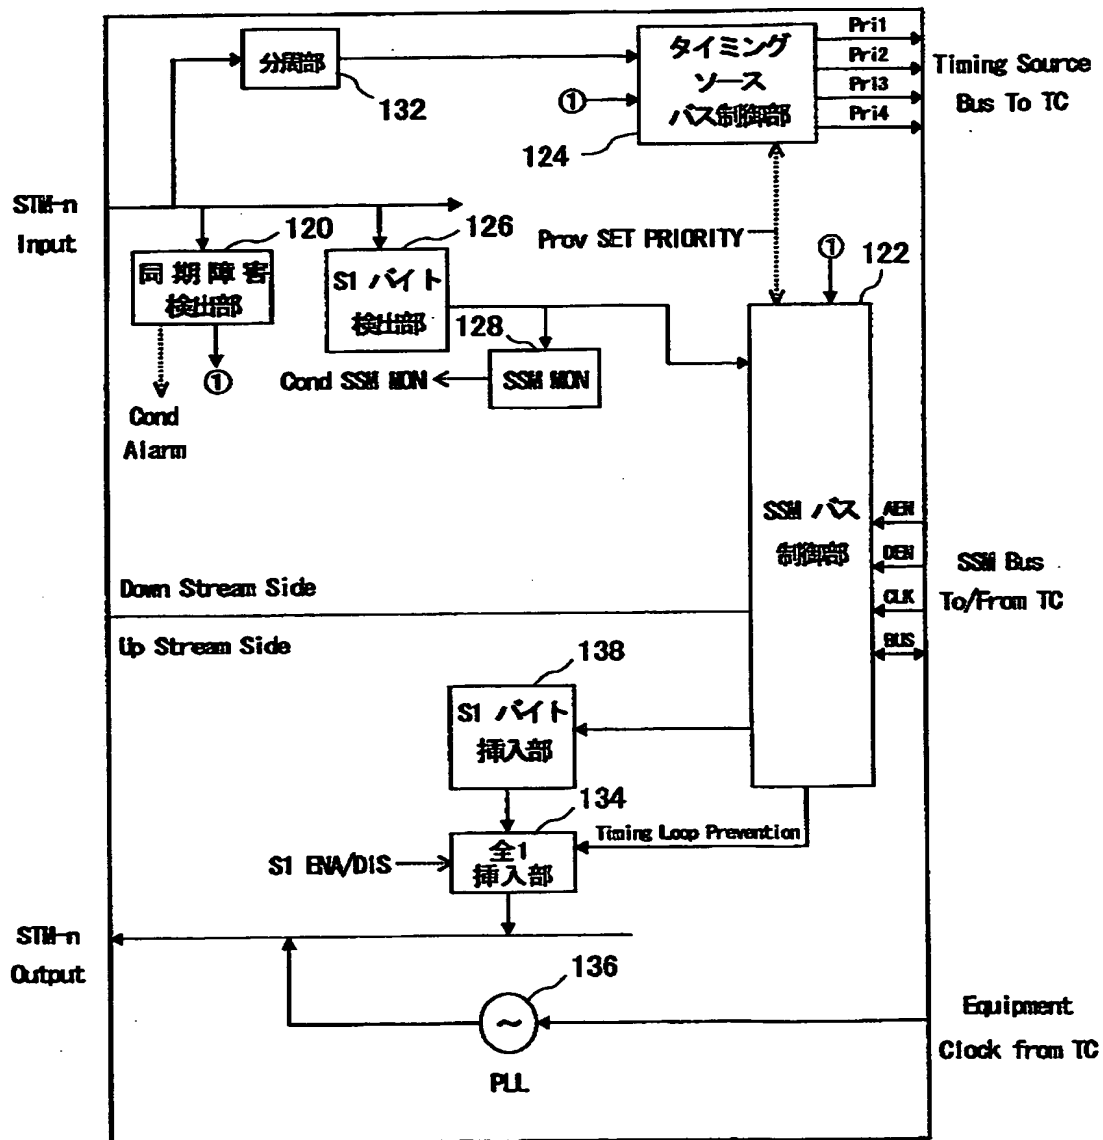 分周部
132
タイミング
ソース
バス制御部
124
①
Pri1
Pri2
Pri3
Pri4
Timing Source
Bus To TC
STM-n
Input
120
同期障害
検出部
①
Cond
Alarm
126
S1 バイト
検出部
128
SSM MON
Cond SSM MON
Prov SET PRIORITY
①
122
SSM バス
制御部
AEN
DEN
CLK
BUS
SSM Bus
To/From TC
Down Stream Side
Up Stream Side
138
S1 バイト
挿入部
134
全1
挿入部
Timing Loop Prevention
S1 ENA/DIS
STM-n
Output
136
PLL
Equipment
Clock from TC